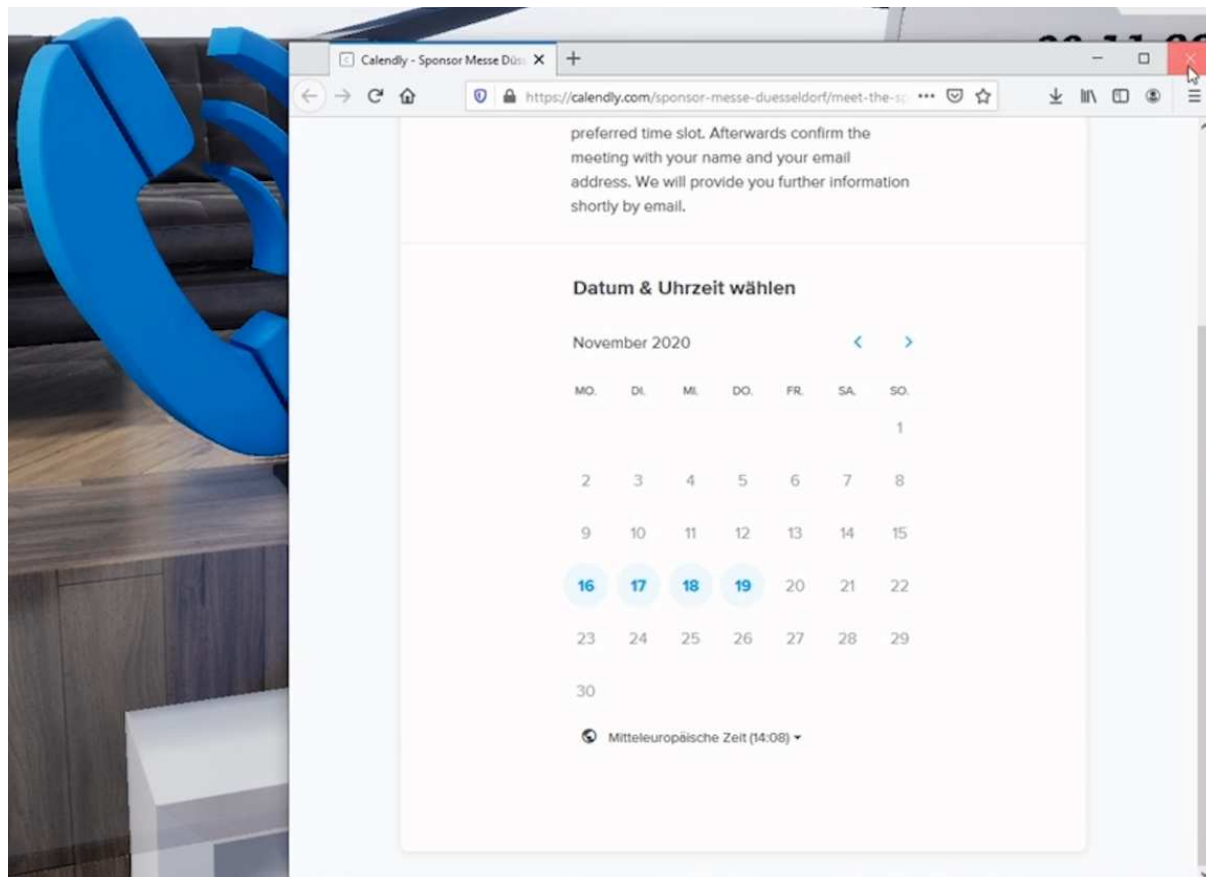 Calendly - Sponsor Messe Düs
https://calendly.com/sponsor-messe-duesseldorf/meet-the-sp
preferred time slot. Afterwards confirm the
meeting with your name and your email
address. We will provide you further information
shortly by email.
Datum & Uhrzeit wählen
November 2020
MO. DI. MI. DO. FR. SA. SO.
1
2 3 4 5 6 7 8
9 10 11 12 13 14 15
16 17 18 19 20 21 22
23 24 25 26 27 28 29
30
Mitteleuropäische Zeit (14:08)